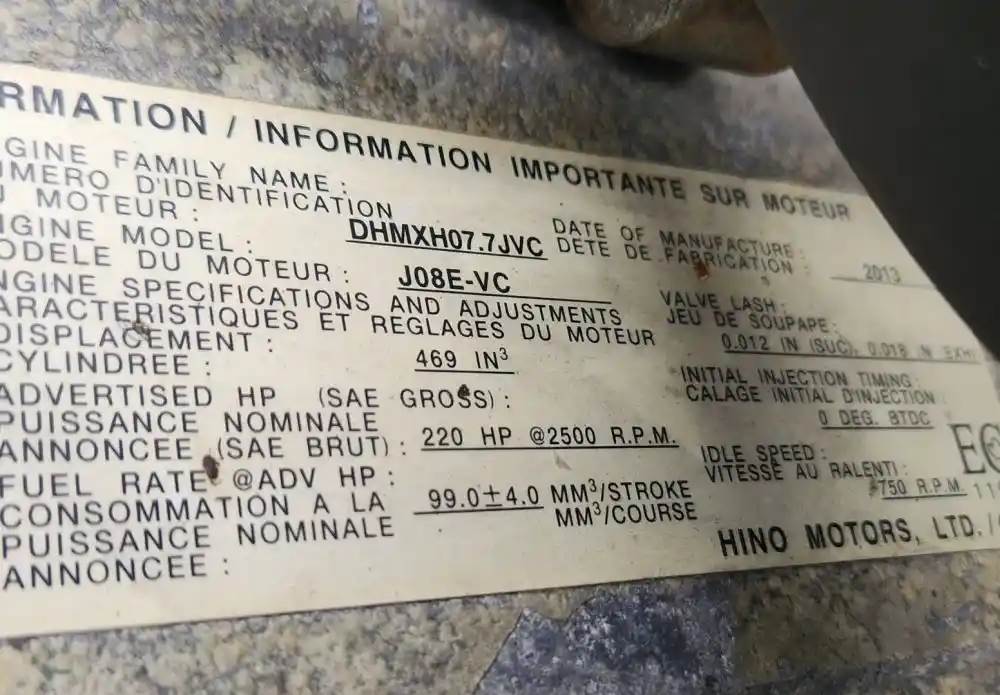 RMATION / INFORMATION IMPORTANTE SUR MOTEUR
GINE FAMILY NAME :
UMERO D'IDENTIFICATION
U MOTEUR : DHMXH07.7JVC
NGINE MODEL :
ODELE DU MOTEUR : J08E-VC
NGINE SPECIFICATIONS AND ADJUSTMENTS
ARACTERISTIQUES ET REGLAGES DU MOTEUR
DISPLACEMENT :
CYLINDREE : 469 IN³
ADVERTISED HP (SAE GROSS) :
PUISSANCE NOMINALE
ANNONCEE (SAE BRUT) : 220 HP @2500 R.P.M.
FUEL RATE @ADV HP :
CONSOMMATION A LA 99.0±4.0 MM³/STROKE
MM³/COURSE
PUISSANCE NOMINALE
ANNONCEE :
DATE OF MANUFACTURE :
DETE DE FABRICATION : 2013
VALVE LASH :
JEU DE SOUPAPE :
0.012 IN (SUC), 0.018 IN EXH
INITIAL INJECTION TIMING :
CALAGE INITIAL D'INJECTION :
0 DEG. BTDC
IDLE SPEED :
VITESSE AU RALENTI :
750 R.P.M.
EC
11
HINO MOTORS, LTD. /